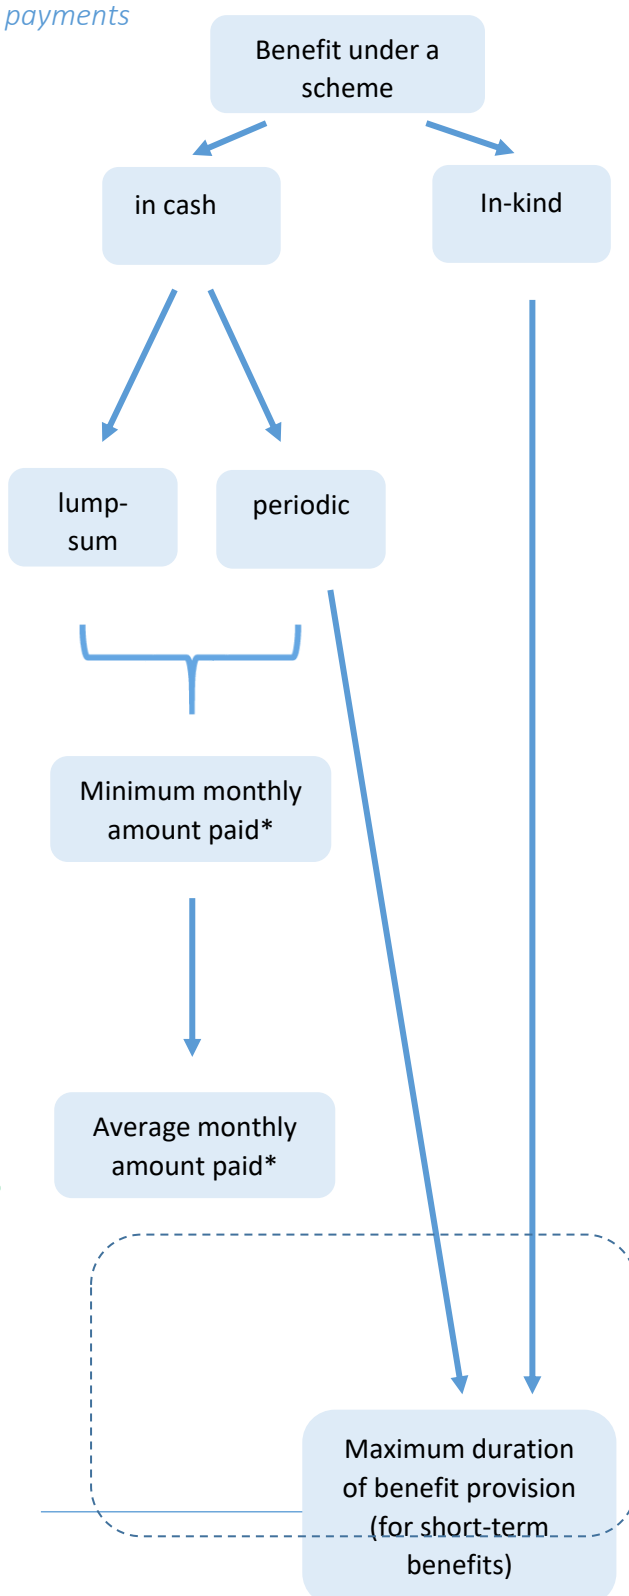 payments
Benefit under a
scheme
in cash
In-kind
lump-
sum
periodic
Minimum monthly
amount paid*
Average monthly
amount paid*
Maximum duration
of benefit provision
(for short-term
benefits)